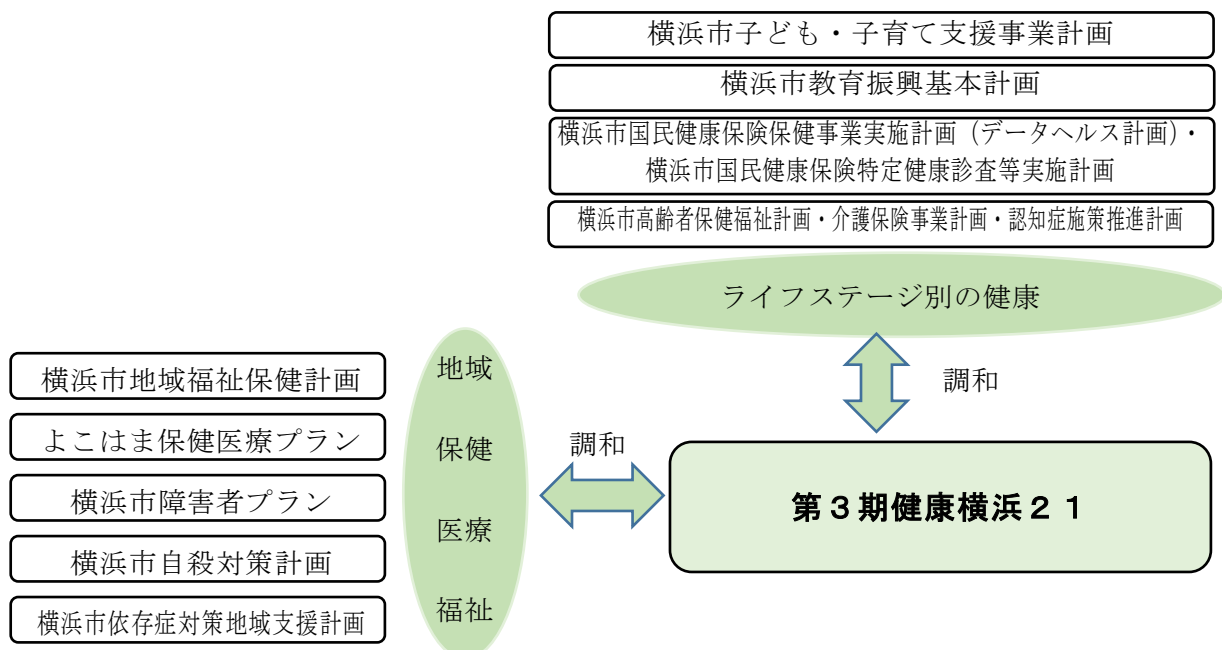 横浜市子ども・子育て支援事業計画
横浜市教育振興基本計画
横浜市国民健康保険保健事業実施計画（データヘルス計画）・
横浜市国民健康保険特定健康診査等実施計画
横浜市高齢者保健福祉計画・介護保険事業計画・認知症施策推進計画
ライフステージ別の健康
調和
横浜市地域福祉保健計画
よこはま保健医療プラン
横浜市障害者プラン
横浜市自殺対策計画
横浜市依存症対策地域支援計画
地域
保健
医療
福祉
調和
第３期健康横浜２１